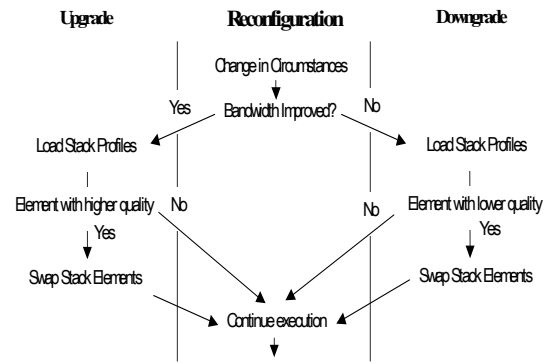 Upgrade Reconfiguration Downgrade
Change in Circumstances
Yes Bandwidth Improved? No
Load Stack Profiles Load Stack Profiles
Element with higher quality No No Element with lower quality
Yes Yes
Swap Stack Elements Swap Stack Elements
Continue execution